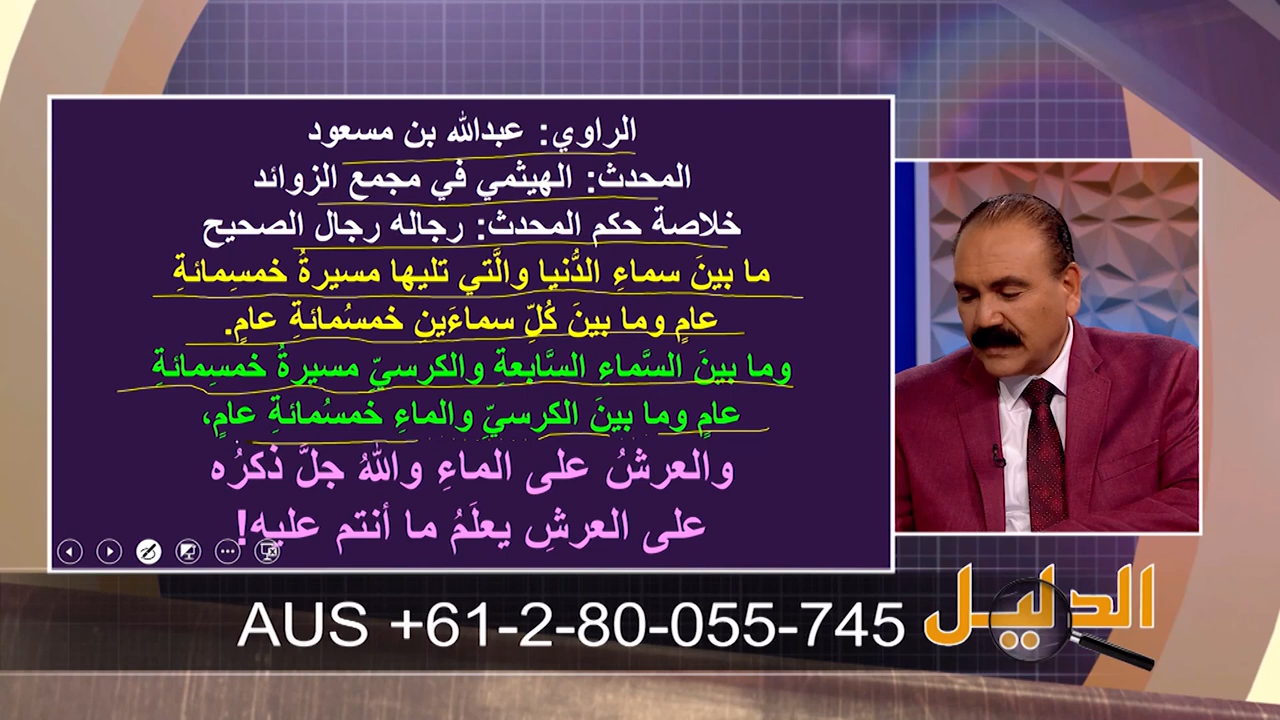 الراوي: عبدالله بن مسعود
المحدث: الهيثمي في مجمع الزوائد
خلاصة حكم المحدث: رجاله رجال الصحيح
ما بينَ سماءِ الدُّنيا والَّتي تليها مسيرةُ خمسِمائةِ
عامٍ وما بينَ كُلِّ سماءَينِ خمسُمائةِ عامٍ.
وما بينَ السَّماءِ السَّابعةِ والكرسيِّ مسيرةُ خمسِمائةِ
عامٍ وما بينَ الكرسيِّ والماءِ خمسُمائةِ عامٍ،
والعرشُ على الماءِ واللهُ جلَّ ذكرُه
على العرشِ يعلَمُ ما أنتم عليه!
AUS +61-2-80-055-745
الدليل